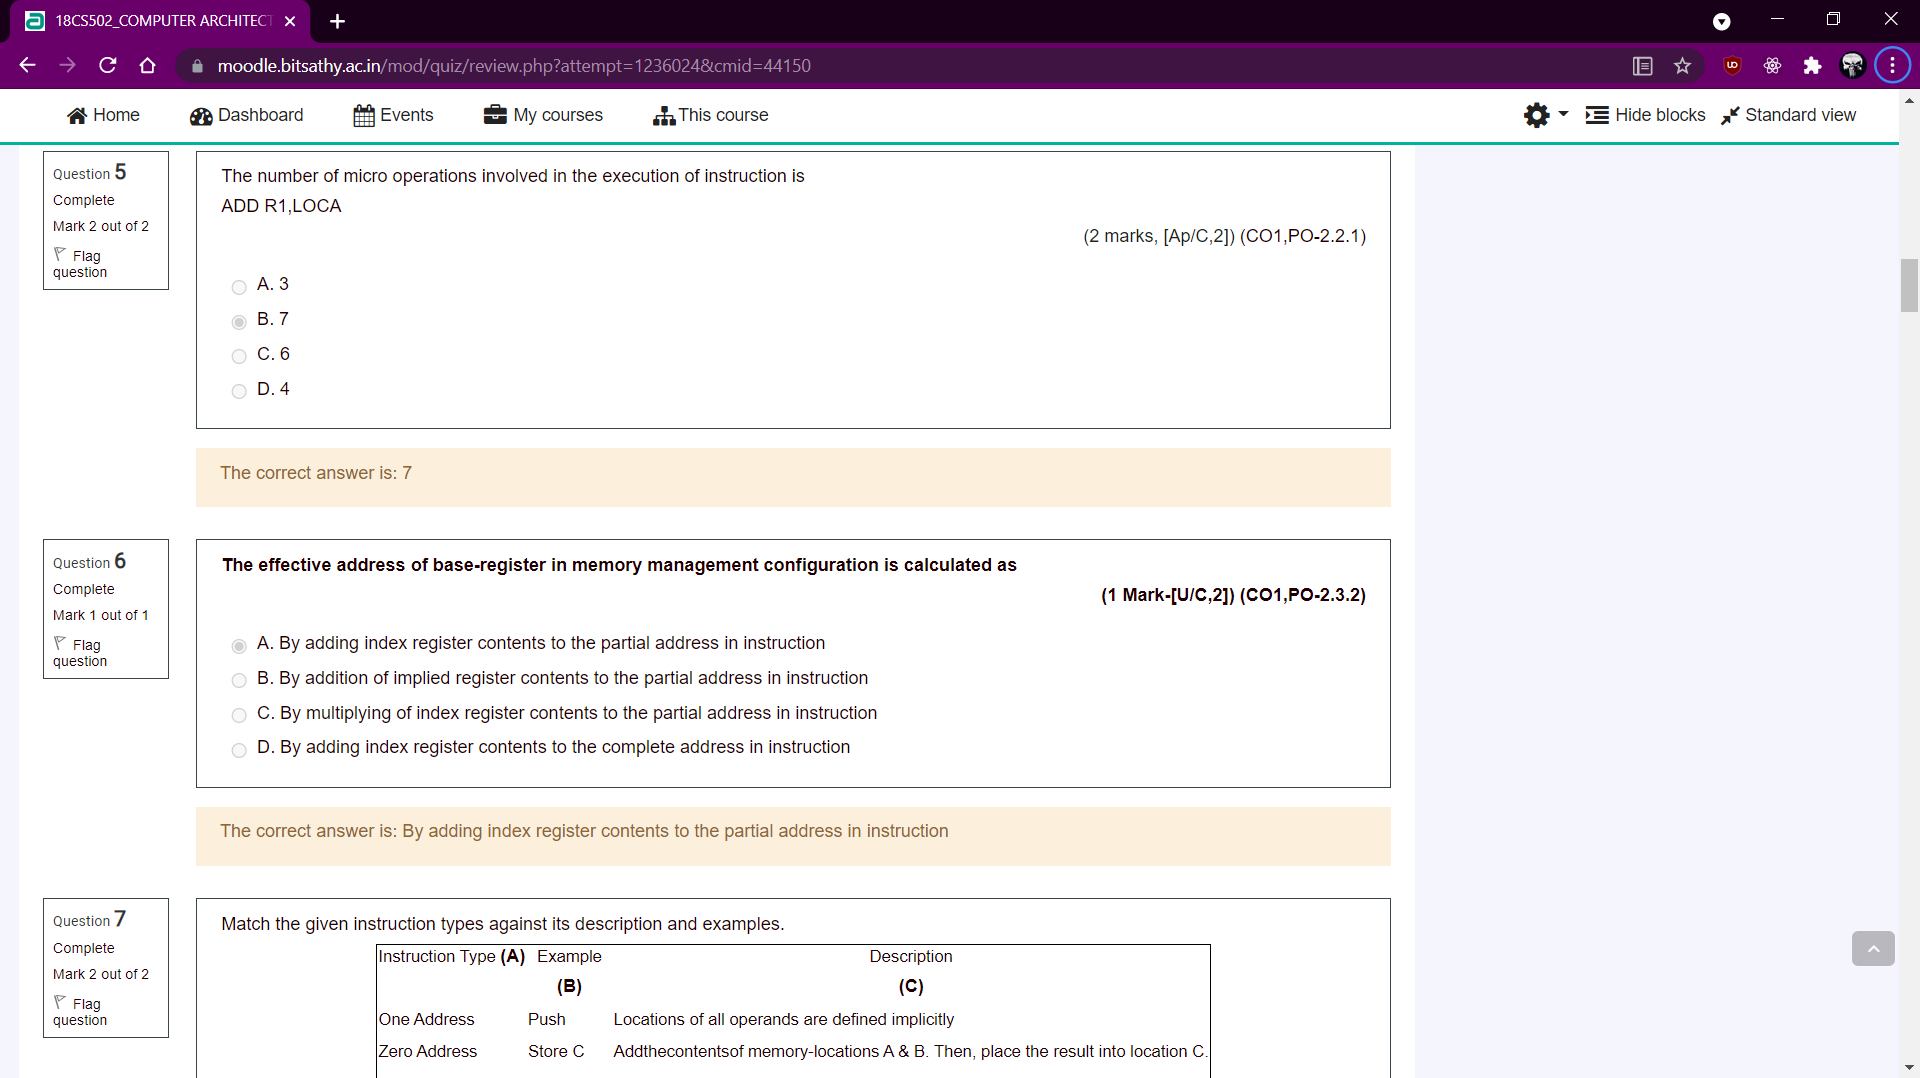 18CS502_COMPUTER ARCHITECT
moodle.bitsathy.ac.in/mod/quiz/review.php?attempt=1236024&cmid=44150
Home Dashboard Events My courses This course Hide blocks Standard view
Question 5
Complete
Mark 2 out of 2
Flag
question
The number of micro operations involved in the execution of instruction is
ADD R1,LOCA
(2 marks, [Ap/C,2]) (CO1,PO-2.2.1)
A. 3
B. 7
C. 6
D. 4
The correct answer is: 7
Question 6
Complete
Mark 1 out of 1
Flag
question
The effective address of base-register in memory management configuration is calculated as
(1 Mark-[U/C,2]) (CO1,PO-2.3.2)
A. By adding index register contents to the partial address in instruction
B. By addition of implied register contents to the partial address in instruction
C. By multiplying of index register contents to the partial address in instruction
D. By adding index register contents to the complete address in instruction
The correct answer is: By adding index register contents to the partial address in instruction
Question 7
Complete
Mark 2 out of 2
Flag
question
Match the given instruction types against its description and examples.
Instruction Type (A) Example Description
(B) (C)
One Address Push Locations of all operands are defined implicitly
Zero Address Store C Addthecontentsof memory-locations A & B. Then, place the result into location C.